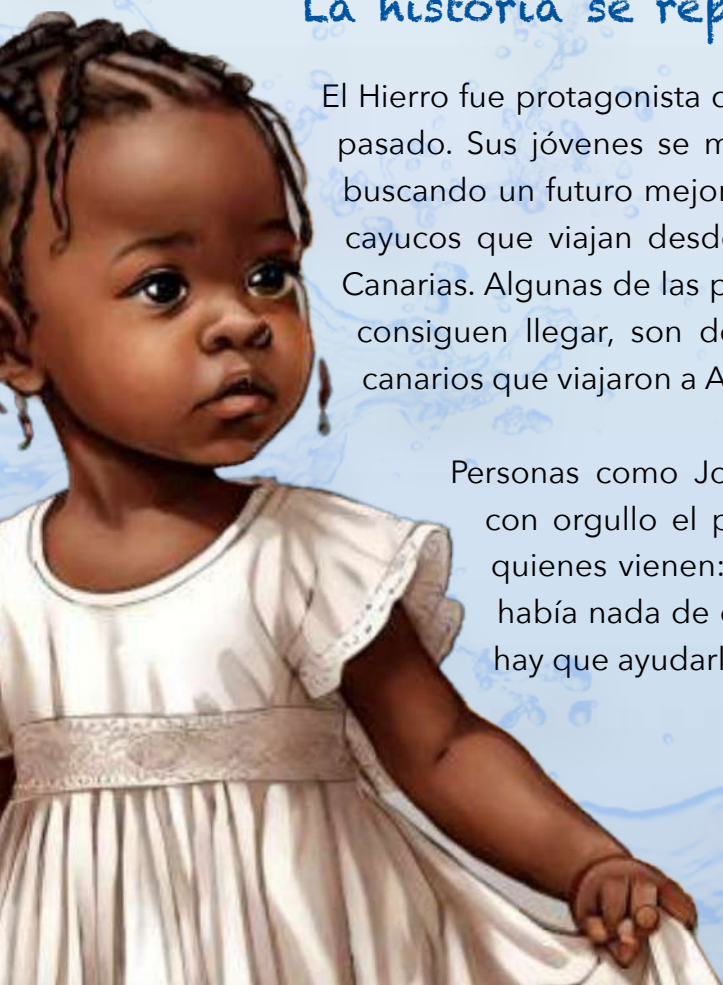 La historia se rep
El Hierro fue protagonista
pasado. Sus jóvenes se m
buscando un futuro mejor
cayucos que viajan desd
Canarias. Algunas de las p
consiguen llegar, son d
canarios que viajaron a A
Personas como Jo
con orgullo el p
quienes vienen:
había nada de
hay que ayudarl